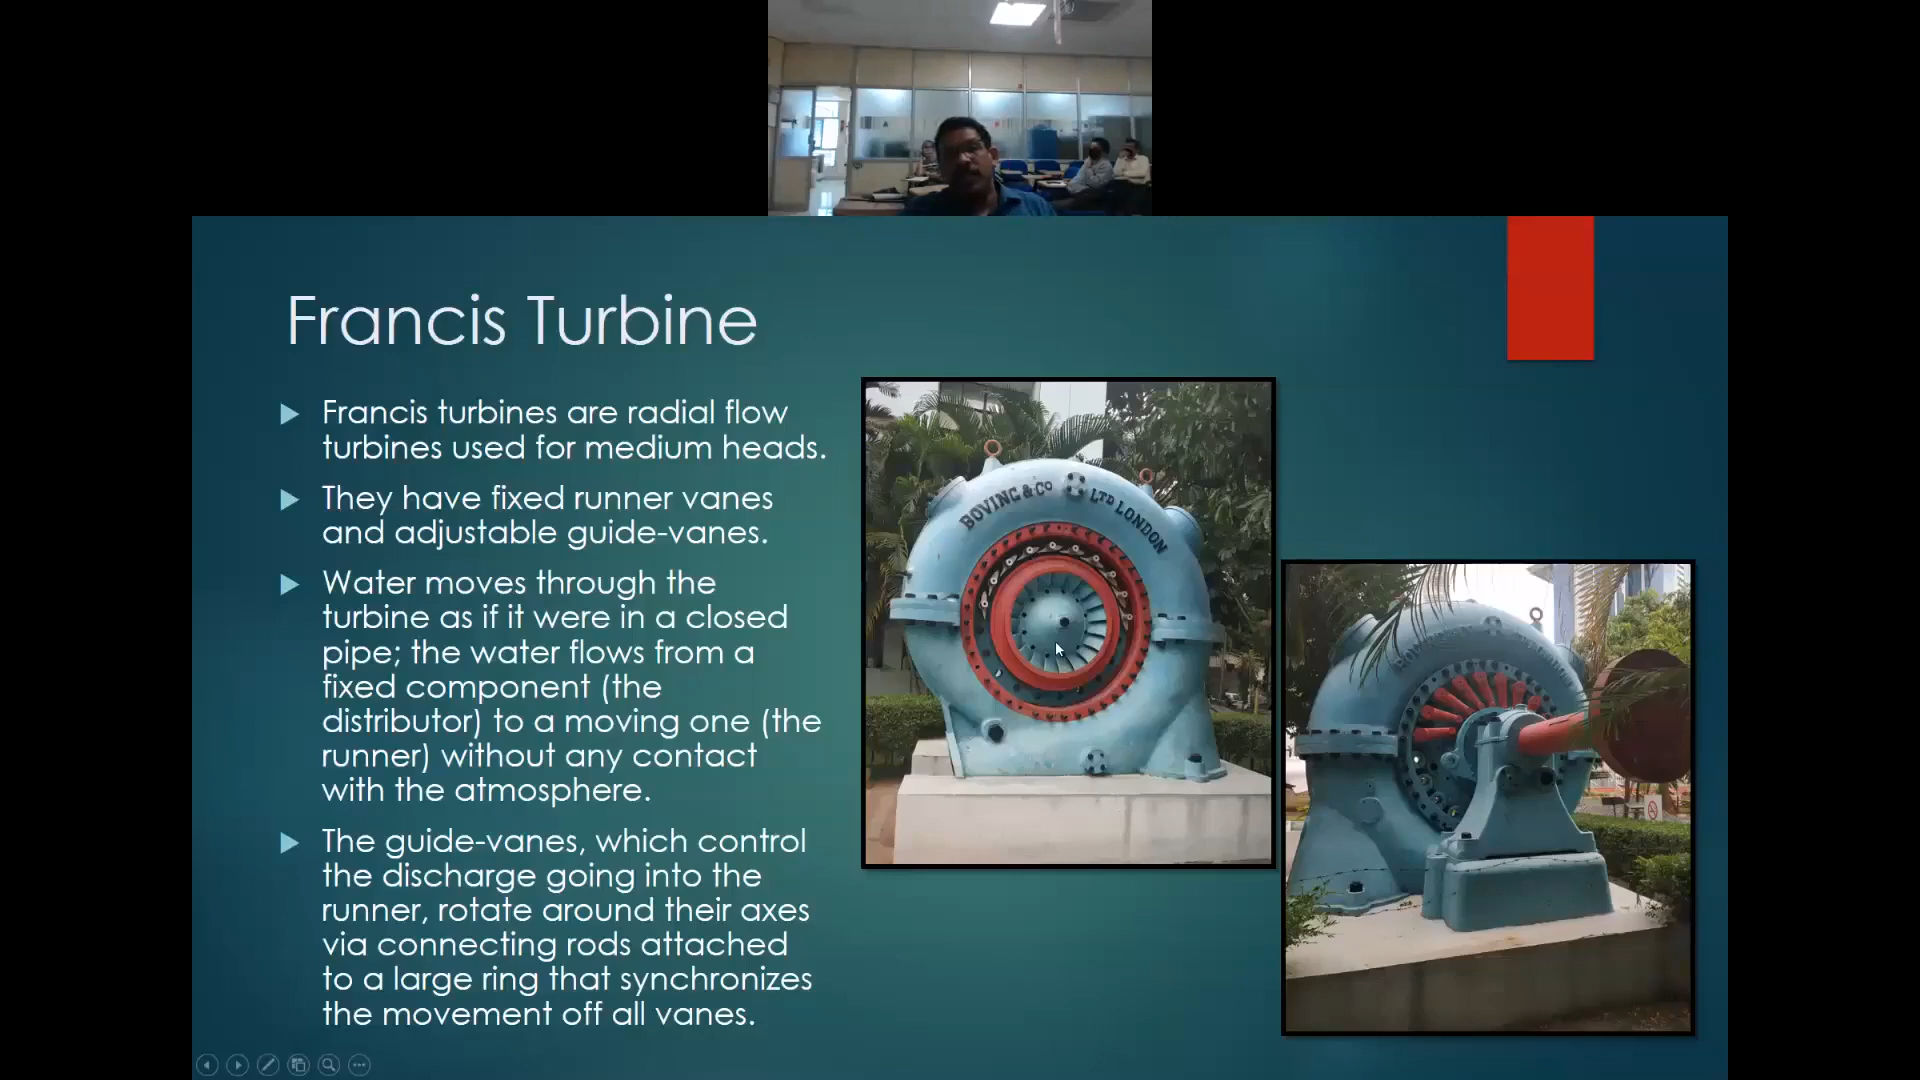 Francis Turbine
Francis turbines are radial flow
turbines used for medium heads.
They have fixed runner vanes
and adjustable guide-vanes.
Water moves through the
turbine as if it were in a closed
pipe; the water flows from a
fixed component (the
distributor) to a moving one (the
runner) without any contact
with the atmosphere.
The guide-vanes, which control
the discharge going into the
runner, rotate around their axes
via connecting rods attached
to a large ring that synchronizes
the movement off all vanes.
BOVING & Co LTD LONDON